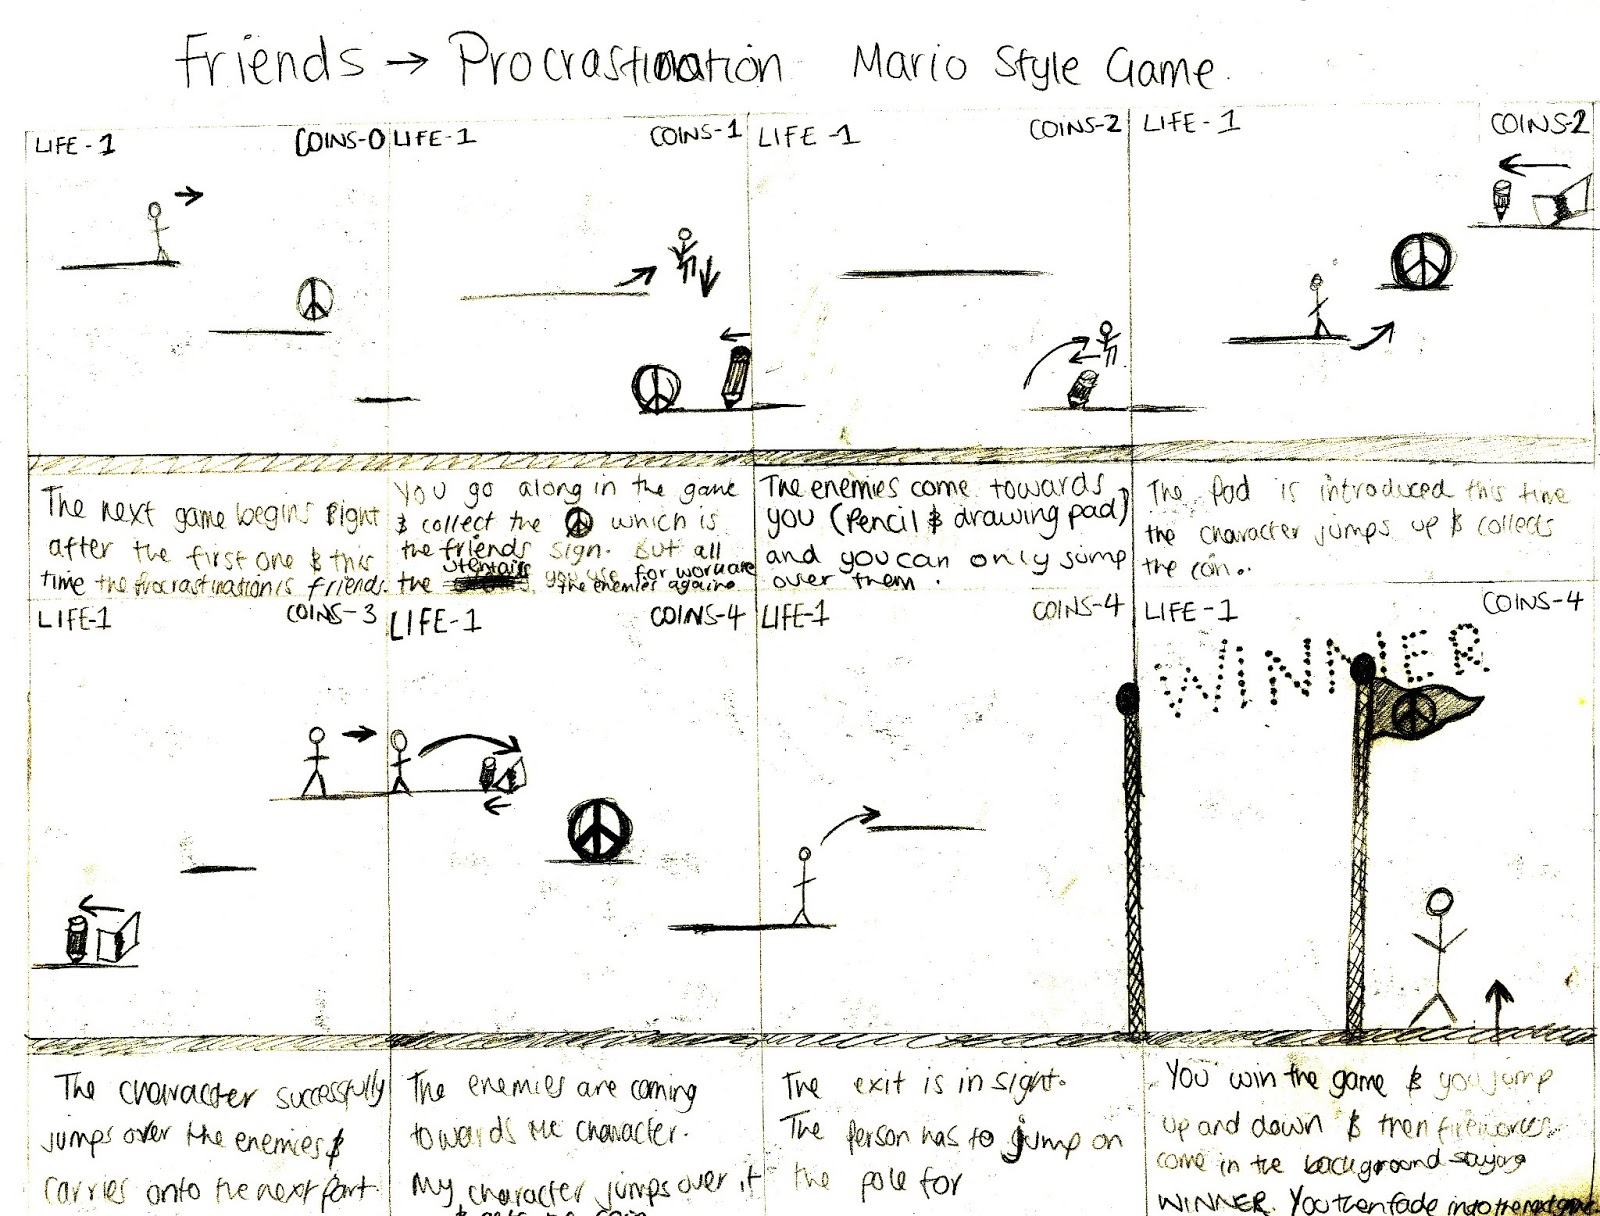 Friends → Procrastination Mario Style Game.
LIFE-1 COINS-0
LIFE-1 COINS-1
LIFE-1 COINS-2
LIFE-1 COINS-2
The next game begins right
after the first one & this
time the procrastination is friends.
You go along in the game
& collect the ☮ which is
the friends sign. But all
the utentails you use for work are
the enemies again.
The enemies come towards
you (Pencil & drawing pad)
and you can only jump
over them.
The Pad is introduced this time
the character jumps up & collects
the coin..
LIFE-1 COINS-3
LIFE-1 COINS-4
LIFE-1 COINS-4
LIFE-1 COINS-4
WINNER
The character successfully
jumps over the enemies &
carries onto the next part.
The enemies are coming
towards the character.
My character jumps over it
& gets the coin
The exit is in sight.
The person has to jump on
the pole for
You win the game & you jump
up and down & then fireworks
come in the background saying
WINNER. You then fade into the next game.